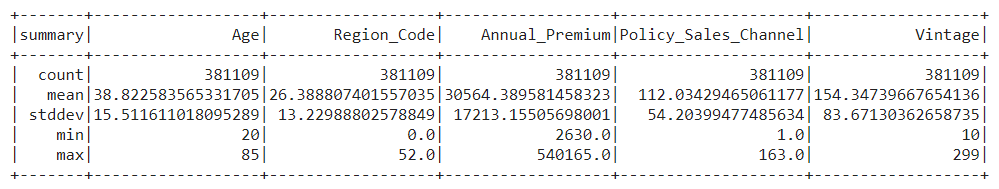 +-------+------------------+-----------------+-----------------+--------------------+-----------------+
|summary|               Age|      Region_Code|   Annual_Premium|Policy_Sales_Channel|          Vintage|
+-------+------------------+-----------------+-----------------+--------------------+-----------------+
|  count|            381109|           381109|           381109|              381109|           381109|
|   mean|38.822583565331705|26.388807401557035|30564.389581458323|  112.03429465061177|154.34739667654136|
| stddev|15.511611018095289|13.22988802578849|17213.15505698001|   54.20399477485634|83.67130362658735|
|    min|                20|              0.0|           2630.0|                 1.0|               10|
|    max|                85|             52.0|         540165.0|               163.0|              299|
+-------+------------------+-----------------+-----------------+--------------------+-----------------+